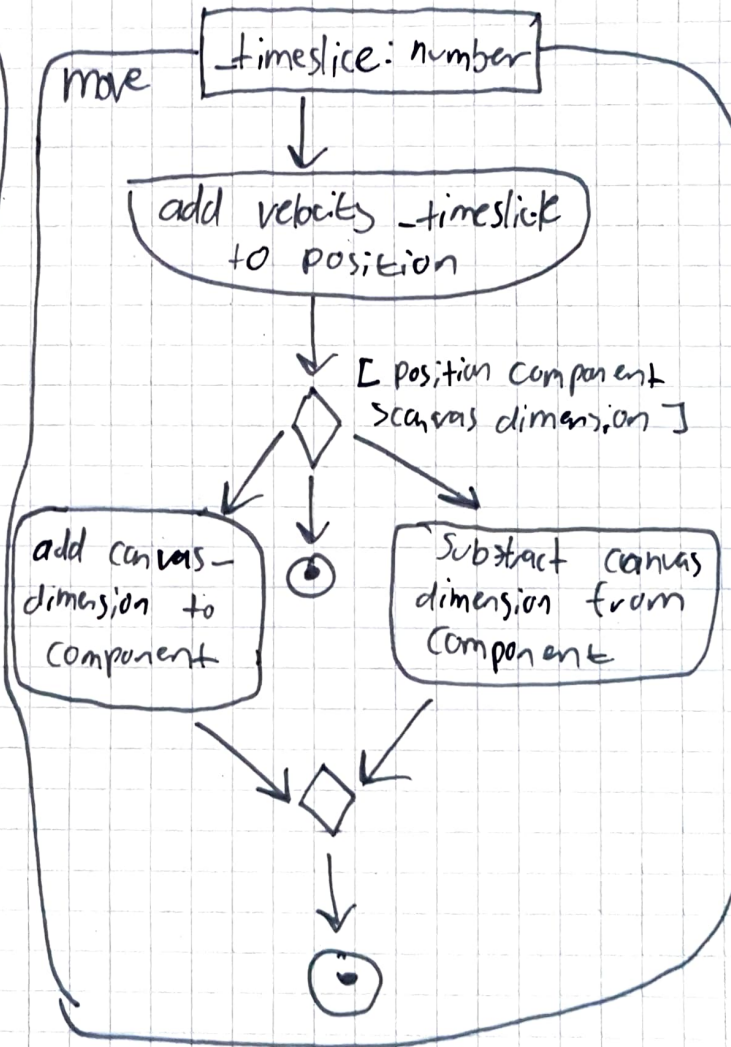 _timeslice: number
move
add velocity _timeslice
to position
[ position component
>canvas dimension ]
add canvas-
dimension to
component
Substract canvas
dimension from
Component